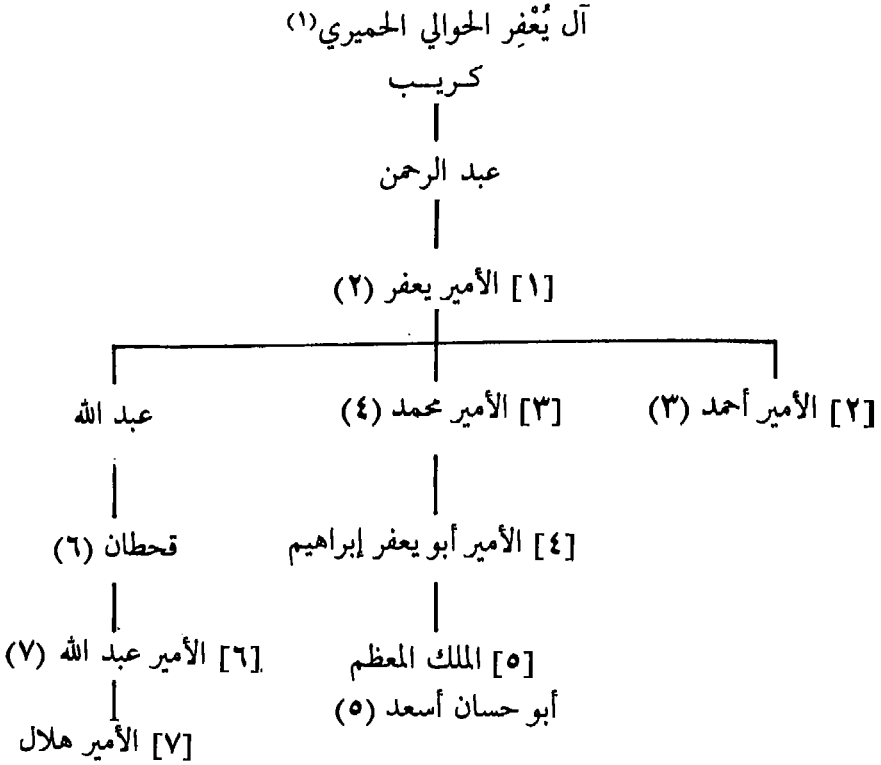 آل يُعْفِر الحوالي الحميري (١)
كريب
عبد الرحمن
[١] الأمير يعفر (٢)
[٢] الأمير أحمد (٣)
[٣] الأمير محمد (٤)
عبد الله
[٤] الأمير أبو يعفر إبراهيم
قحطان (٦)
[٥] الملك المعظم
أبو حسان أسعد (٥)
[٦] الأمير عبد الله (٧)
[٧] الأمير هلال